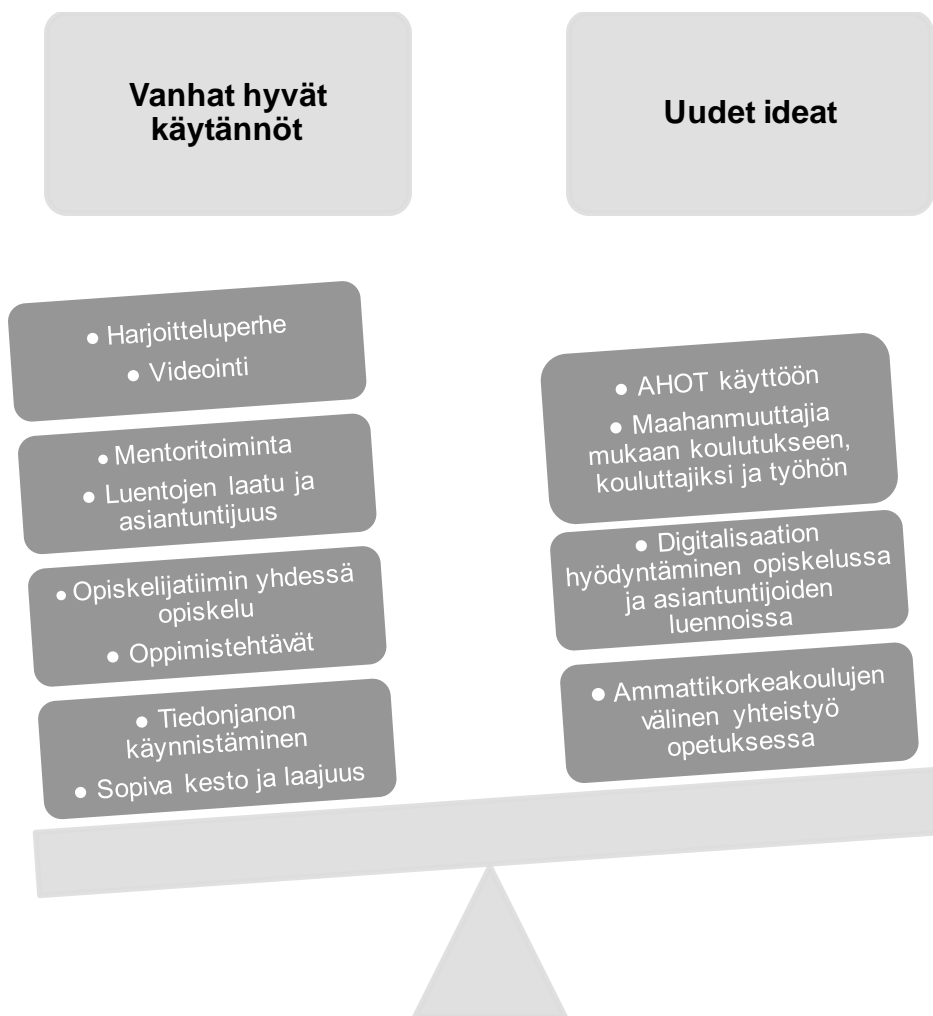 Vanhat hyvät
käytännöt
Uudet ideat
● Harjoitteluperhe
● Videointi
● Mentoritoiminta
● Luentojen laatu ja
asiantuntijuus
● Opiskelijatiimin yhdessä
opiskelu
● Oppimistehtävät
● Tiedonjanon
käynnistäminen
● Sopiva kesto ja laajuus
● AHOT käyttöön
● Maahanmuuttajia
mukaan koulutukseen,
kouluttajiksi ja työhön
● Digitalisaation
hyödyntäminen opiskelussa
ja asiantuntijoiden
luennoissa
● Ammattikorkeakoulujen
välinen yhteistyö
opetuksessa